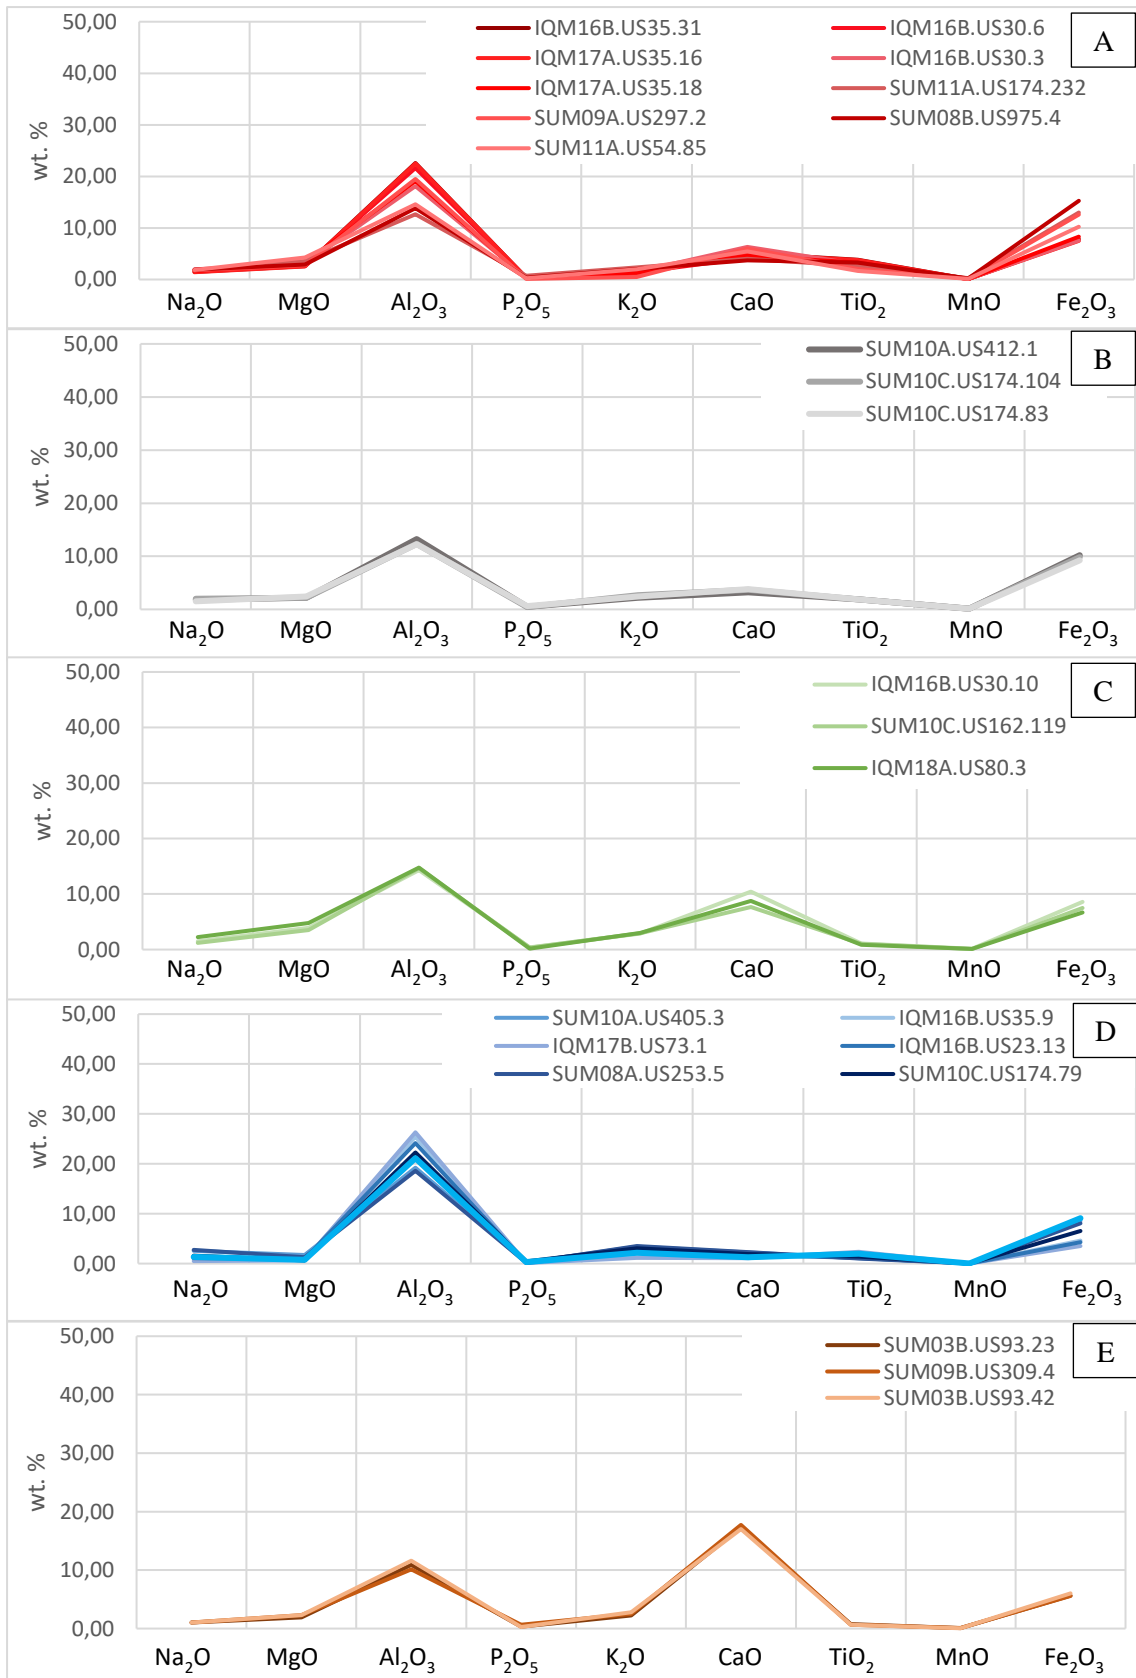 50,00
40,00
30,00
20,00
10,00
0,00
wt. %
IQM16B.US35.31 IQM16B.US30.6
IQM17A.US35.16 IQM16B.US30.3
IQM17A.US35.18 SUM11A.US174.232
SUM09A.US297.2 SUM08B.US975.4
SUM11A.US54.85
A
Na₂O MgO Al₂O₃ P₂O₅ K₂O CaO TiO₂ MnO Fe₂O₃
50,00
40,00
30,00
20,00
10,00
0,00
wt. %
SUM10A.US412.1
SUM10C.US174.104
SUM10C.US174.83
B
Na₂O MgO Al₂O₃ P₂O₅ K₂O CaO TiO₂ MnO Fe₂O₃
50,00
40,00
30,00
20,00
10,00
0,00
wt. %
IQM16B.US30.10
SUM10C.US162.119
IQM18A.US80.3
C
Na₂O MgO Al₂O₃ P₂O₅ K₂O CaO TiO₂ MnO Fe₂O₃
50,00
40,00
30,00
20,00
10,00
0,00
wt. %
SUM10A.US405.3 IQM16B.US35.9
IQM17B.US73.1 IQM16B.US23.13
SUM08A.US253.5 SUM10C.US174.79
D
Na₂O MgO Al₂O₃ P₂O₅ K₂O CaO TiO₂ MnO Fe₂O₃
50,00
40,00
30,00
20,00
10,00
0,00
wt. %
SUM03B.US93.23
SUM09B.US309.4
SUM03B.US93.42
E
Na₂O MgO Al₂O₃ P₂O₅ K₂O CaO TiO₂ MnO Fe₂O₃